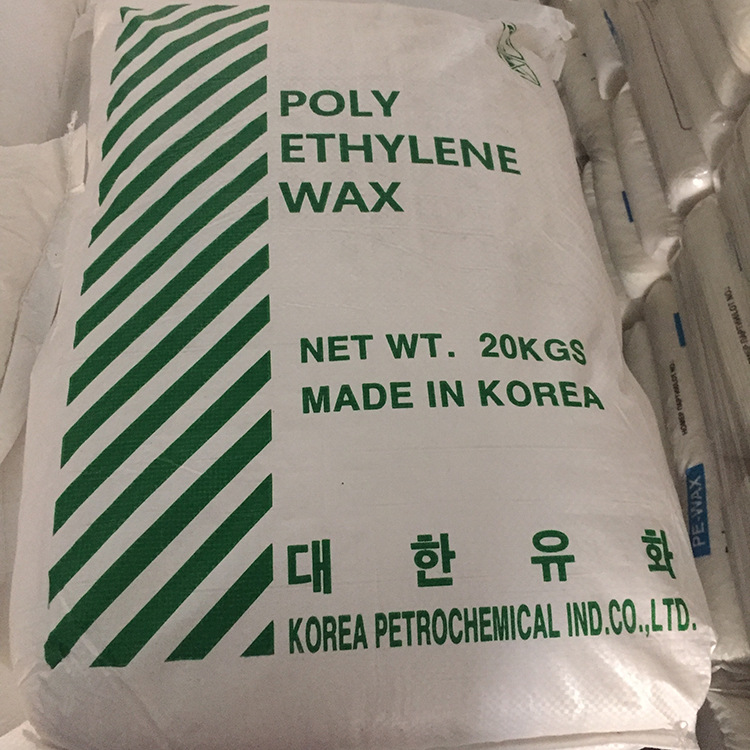 POLY
ETHYLENE
WAX
NET WT. 20KGS
MADE IN KOREA
대한유화
KOREA PETROCHEMICAL IND.CO.,LTD.
PE-WAX